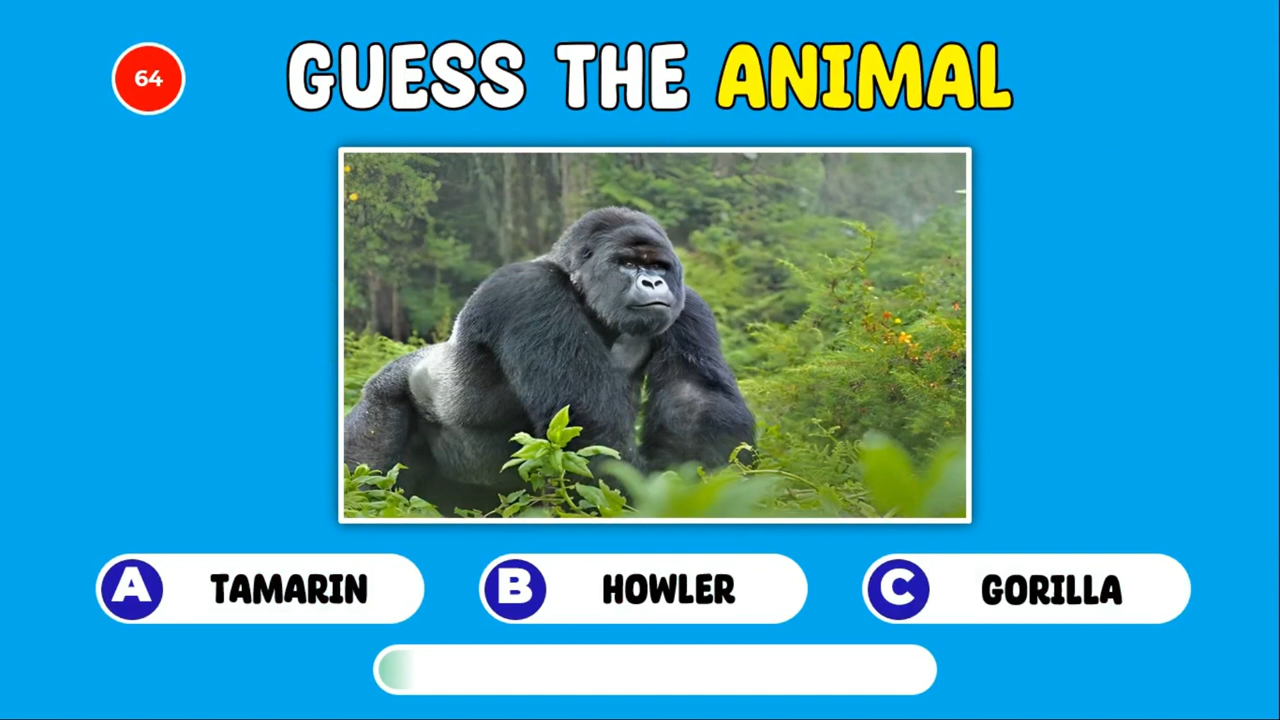 64
GUESS THE ANIMAL
A TAMARIN
B HOWLER
C GORILLA